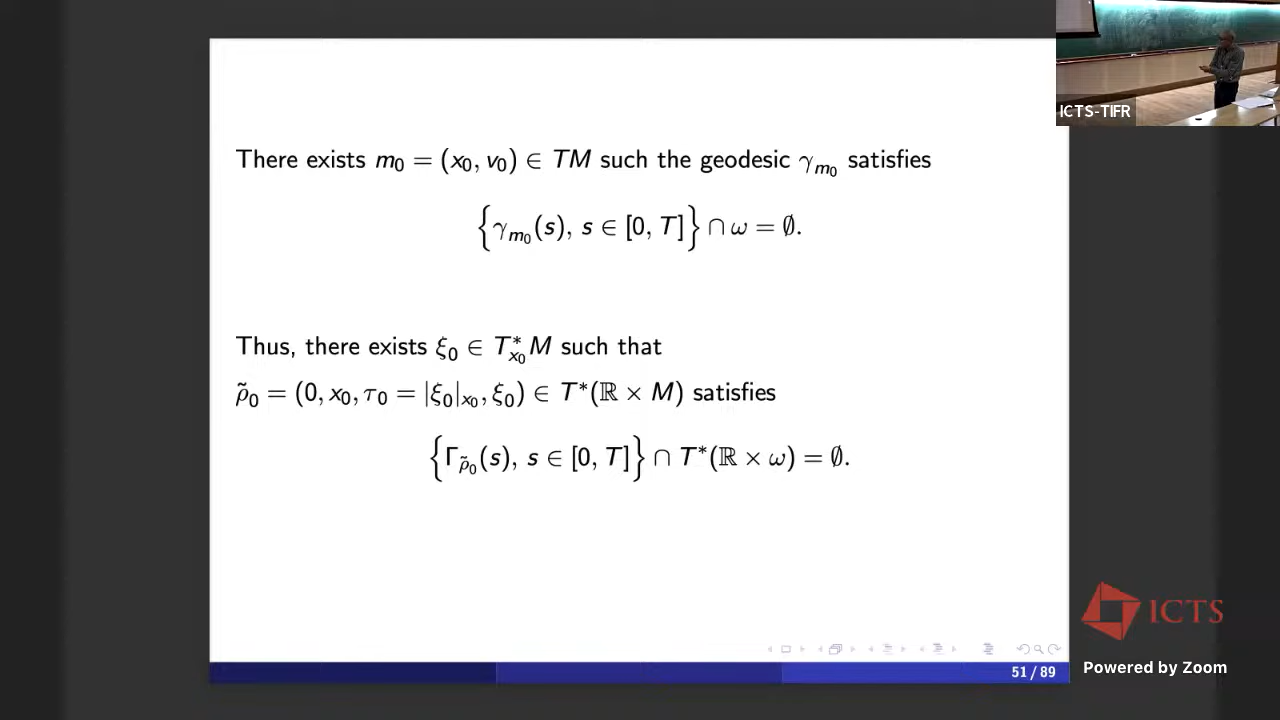 There exists m₀ = (x₀, v₀) ∈ TM such the geodesic γ_{m₀} satisfies
{γ_{m₀}(s), s ∈ [0, T]} ∩ ω = ∅.
Thus, there exists ξ₀ ∈ T*_{x₀}M such that
ρ̃₀ = (0, x₀, τ₀ = |ξ₀|_{x₀}, ξ₀) ∈ T*(ℝ × M) satisfies
{Γ_{ρ̃₀}(s), s ∈ [0, T]} ∩ T*(ℝ × ω) = ∅.
51 / 89
ICTS-TIFR
ICTS
Powered by Zoom